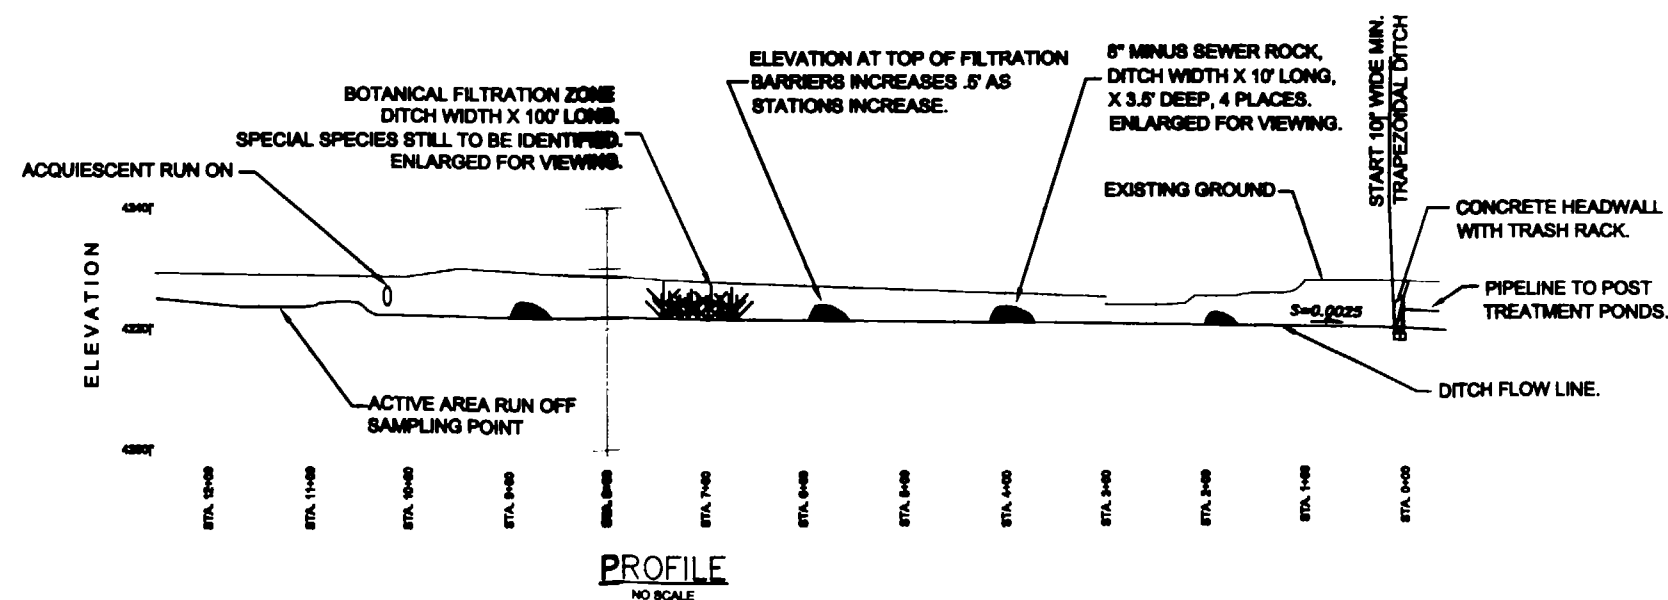 BOTANICAL FILTRATION ZONE
DITCH WIDTH X 100' LONG.
SPECIAL SPECIES STILL TO BE IDENTIFIED.
ENLARGED FOR VIEWING.
ELEVATION AT TOP OF FILTRATION
BARRIERS INCREASES .5' AS
STATIONS INCREASE.
8" MINUS SEWER ROCK,
DITCH WIDTH X 10' LONG,
X 3.5' DEEP, 4 PLACES.
ENLARGED FOR VIEWING.
START 10' WIDE MIN.
TRAPEZOIDAL DITCH
ACQUIESCENT RUN ON
EXISTING GROUND
CONCRETE HEADWALL
WITH TRASH RACK.
PIPELINE TO POST
TREATMENT PONDS.
S=0.0025
DITCH FLOW LINE.
ACTIVE AREA RUN OFF
SAMPLING POINT
ELEVATION
STA. 12+00
STA. 11+00
STA. 10+00
STA. 9+00
STA. 8+00
STA. 7+00
STA. 6+00
STA. 5+00
STA. 4+00
STA. 3+00
STA. 2+00
STA. 1+00
STA. 0+00
PROFILE
NO SCALE